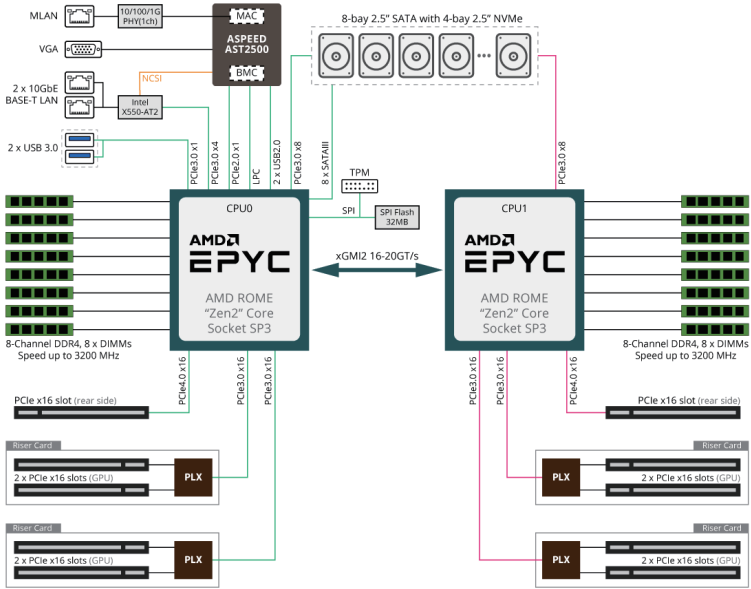 MLAN
10/100/1G
PHY(1ch)
MAC
ASPEED
AST2500
BMC
VGA
NCSI
2 x 10GbE
BASE-T LAN
Intel
X550-AT2
2 x USB 3.0
8-bay 2.5" SATA with 4-bay 2.5" NVMe
PCIe3.0 x1
PCIe3.0 x4
PCIe2.0 x1
LPC
2 x USB2.0
PCIe3.0 x8
8 x SATAIII
PCIe3.0 x8
TPM
SPI
SPI Flash
32MB
CPU0
AMD
EPYC
AMD ROME
“Zen2” Core
Socket SP3
xGMI2 16-20GT/s
CPU1
AMD
EPYC
AMD ROME
“Zen2” Core
Socket SP3
8-Channel DDR4, 8 x DIMMs
Speed up to 3200 MHz
8-Channel DDR4, 8 x DIMMs
Speed up to 3200 MHz
PCIe4.0 x16
PCIe3.0 x16
PCIe3.0 x16
PCIe3.0 x16
PCIe3.0 x16
PCIe4.0 x16
PCIe x16 slot (rear side)
PCIe x16 slot (rear side)
Riser Card
2 x PCIe x16 slots (GPU)
PLX
Riser Card
PLX
2 x PCIe x16 slots (GPU)
Riser Card
2 x PCIe x16 slots (GPU)
PLX
Riser Card
PLX
2 x PCIe x16 slots (GPU)